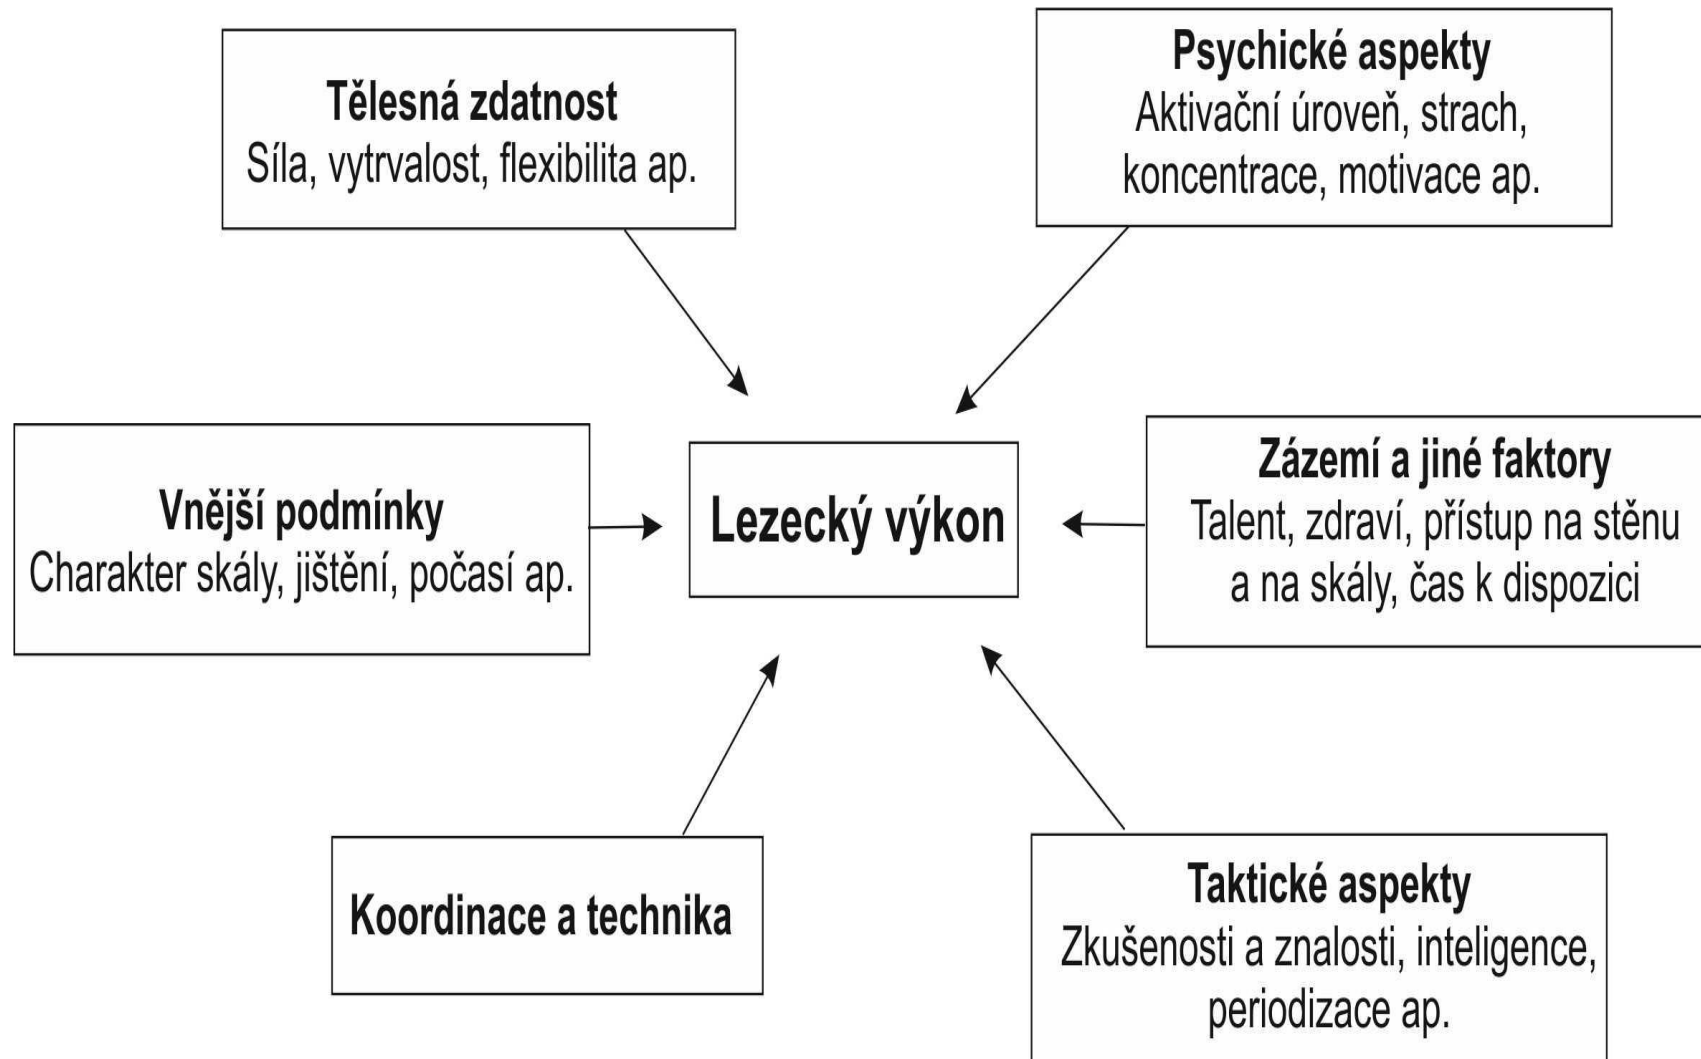 Tělesná zdatnost
Síla, vytrvalost, flexibilita ap.
Psychické aspekty
Aktivační úroveň, strach,
koncentrace, motivace ap.
Vnější podmínky
Charakter skály, jištění, počasí ap.
Lezecký výkon
Zázemí a jiné faktory
Talent, zdraví, přístup na stěnu
a na skály, čas k dispozici
Koordinace a technika
Taktické aspekty
Zkušenosti a znalosti, inteligence,
periodizace ap.